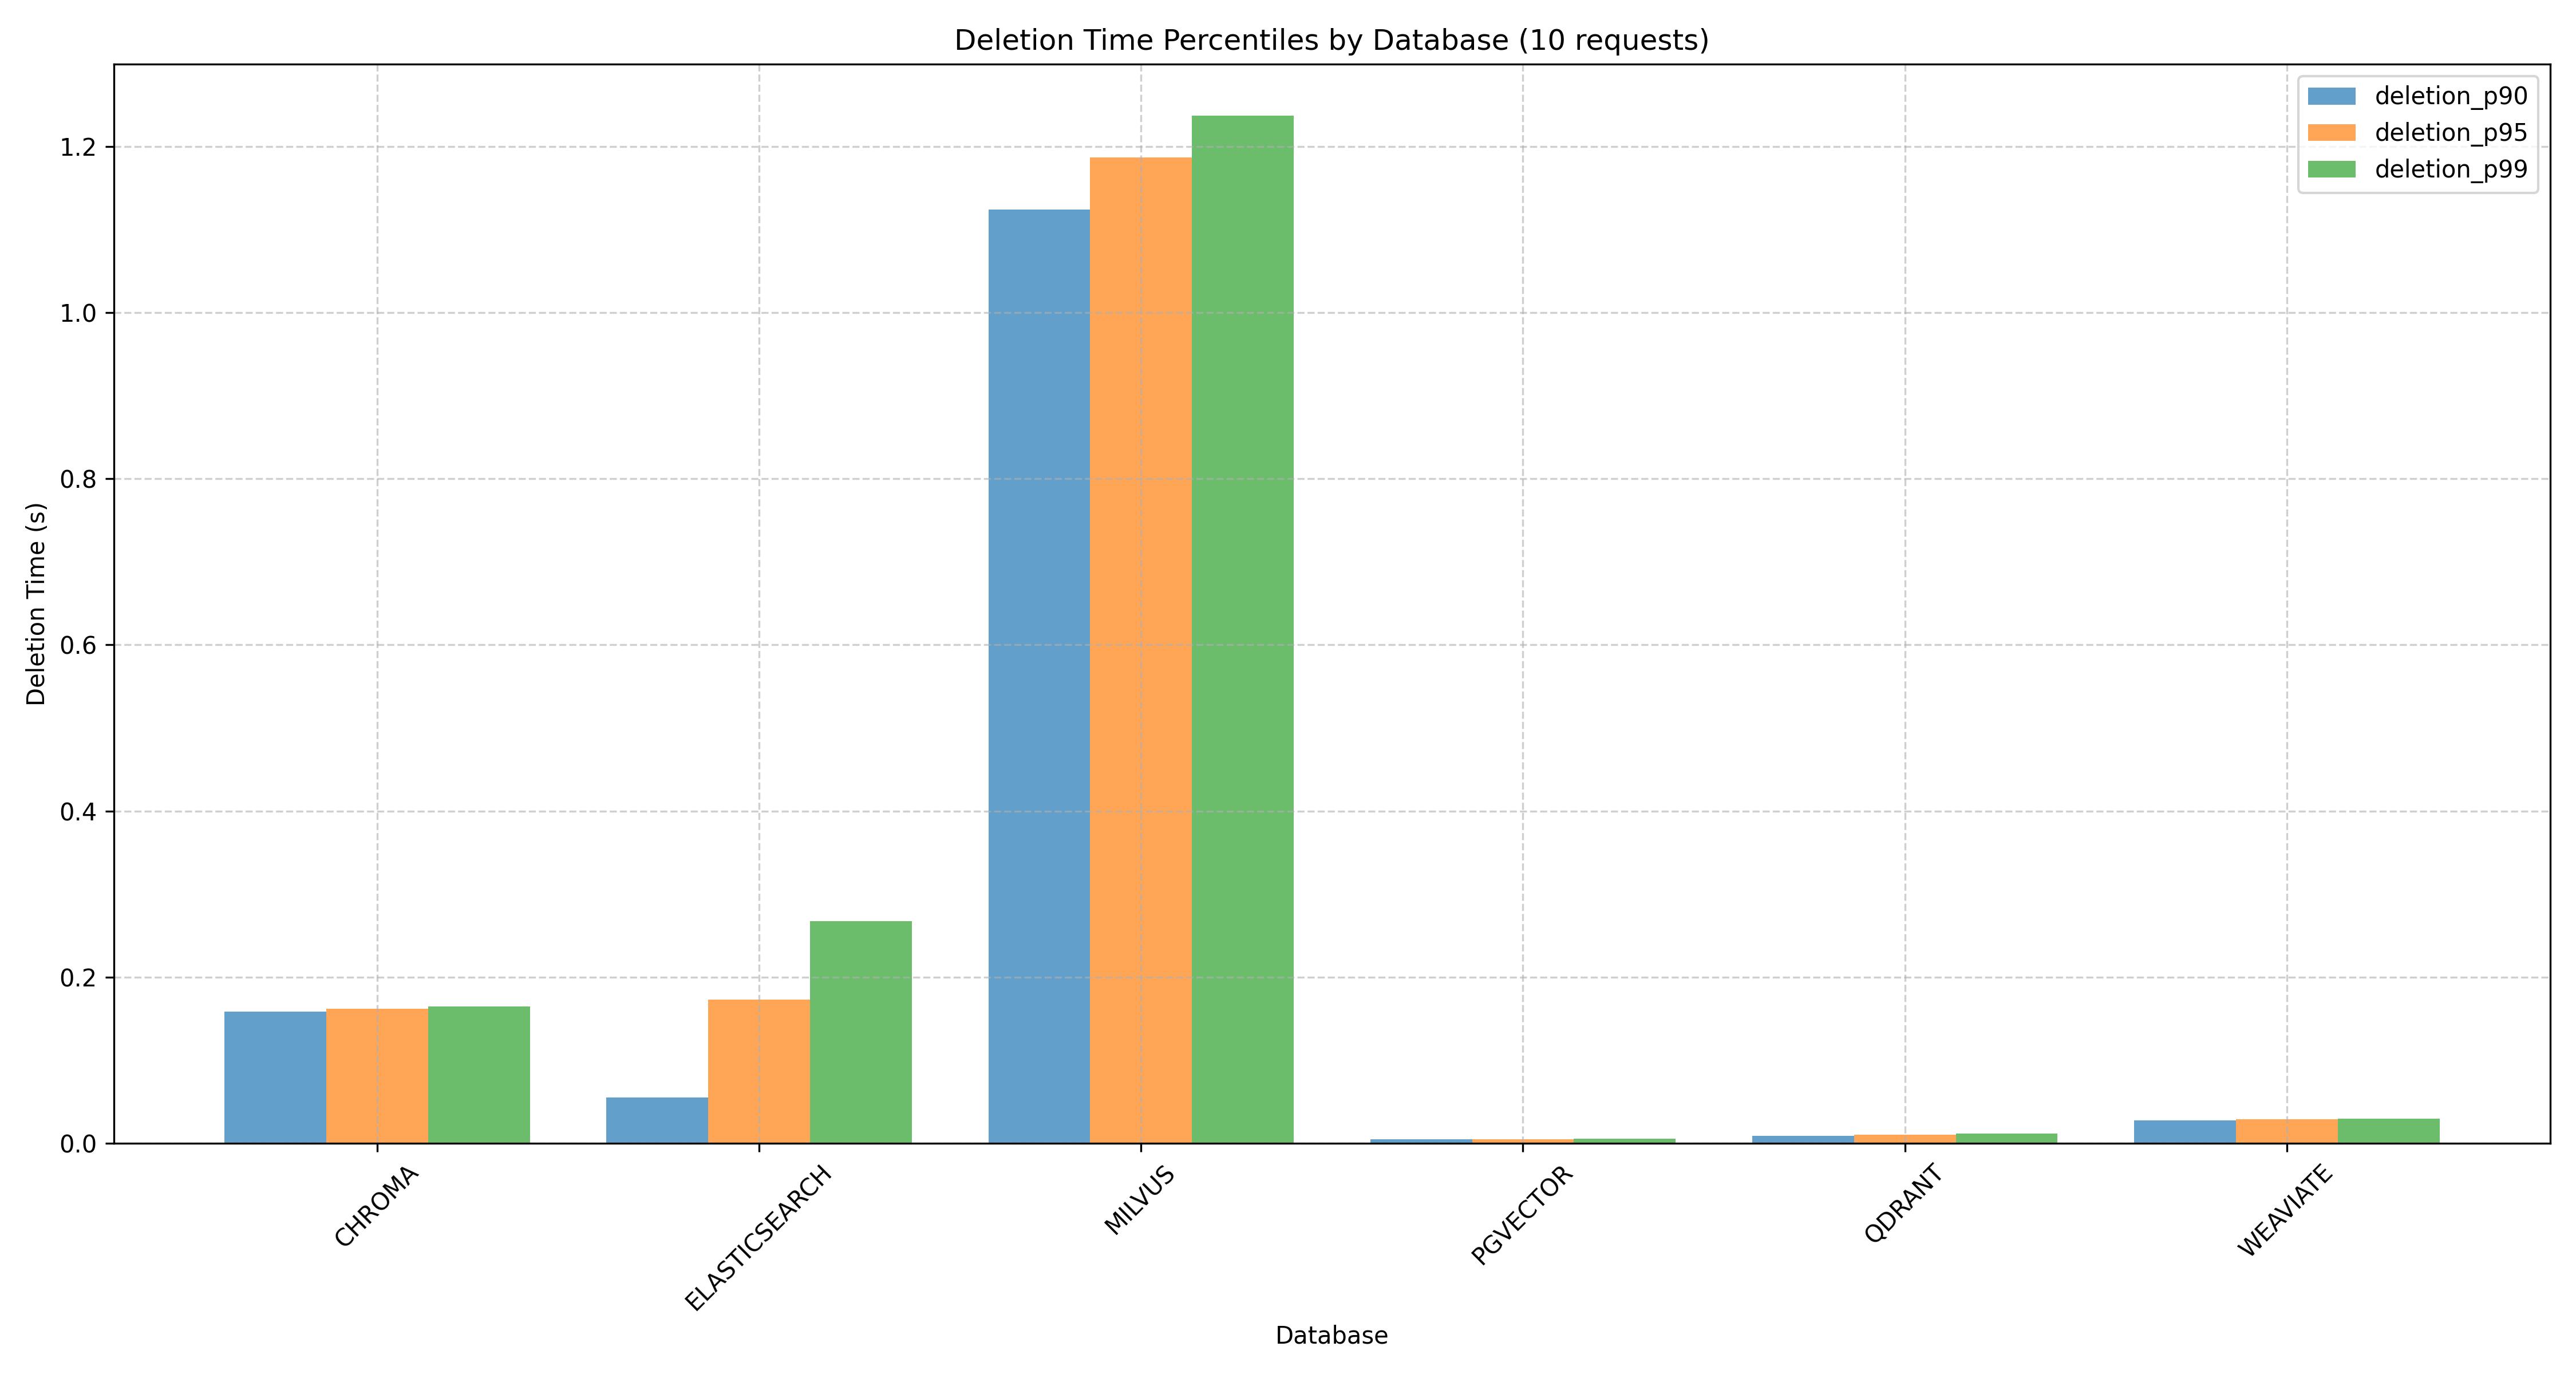 Deletion Time Percentiles by Database (10 requests)
deletion_p90
deletion_p95
deletion_p99
Deletion Time (s)
1.2
1.0
0.8
0.6
0.4
0.2
0.0
CHROMA
ELASTICSEARCH
MILVUS
PGVECTOR
QDRANT
WEAVIATE
Database